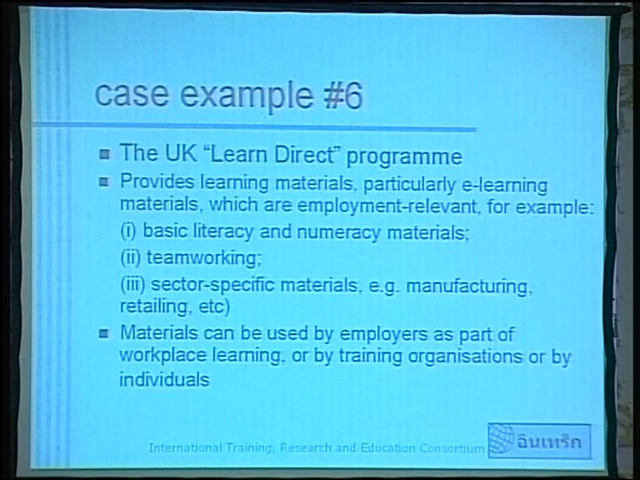 case example #6
The UK “Learn Direct” programme
Provides learning materials, particularly e-learning
materials, which are employment-relevant, for example:
(i) basic literacy and numeracy materials;
(ii) teamworking;
(iii) sector-specific materials, e.g. manufacturing,
retailing, etc)
Materials can be used by employers as part of
workplace learning, or by training organisations or by
individuals
International Training, Research and Education Consortium
อินเทร็ก